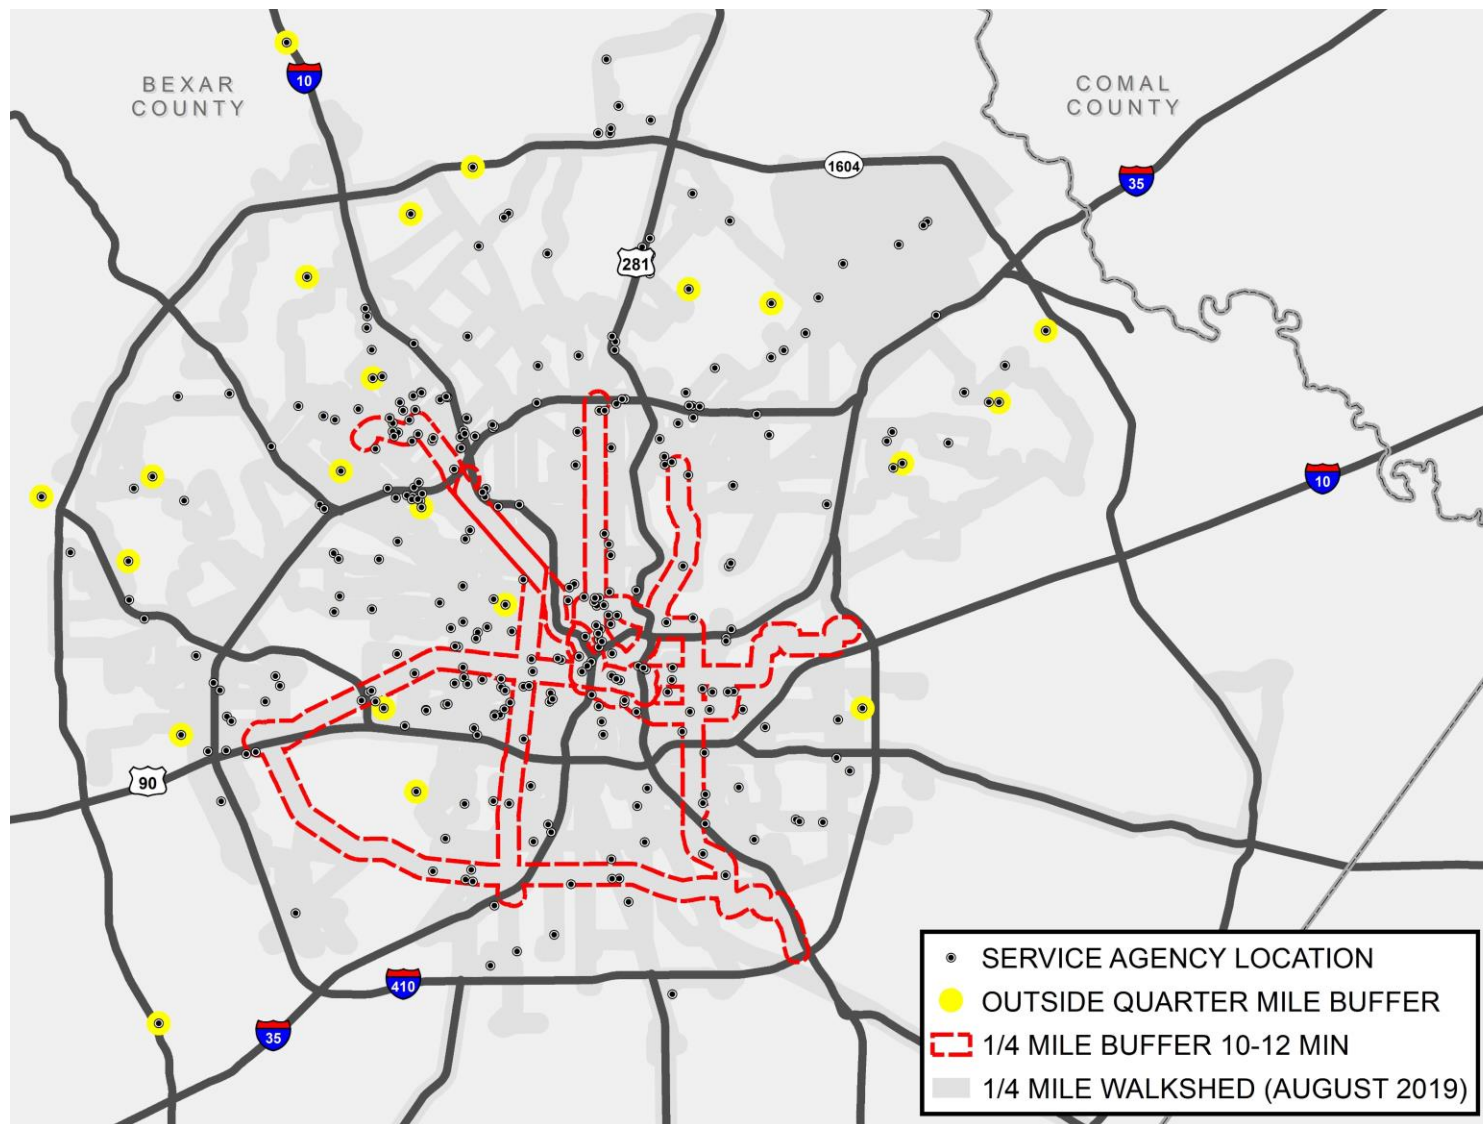 BEXAR
COUNTY
10
COMAL
COUNTY
1604
35
281
10
90
410
35
SERVICE AGENCY LOCATION
OUTSIDE QUARTER MILE BUFFER
1/4 MILE BUFFER 10-12 MIN
1/4 MILE WALKSHED (AUGUST 2019)